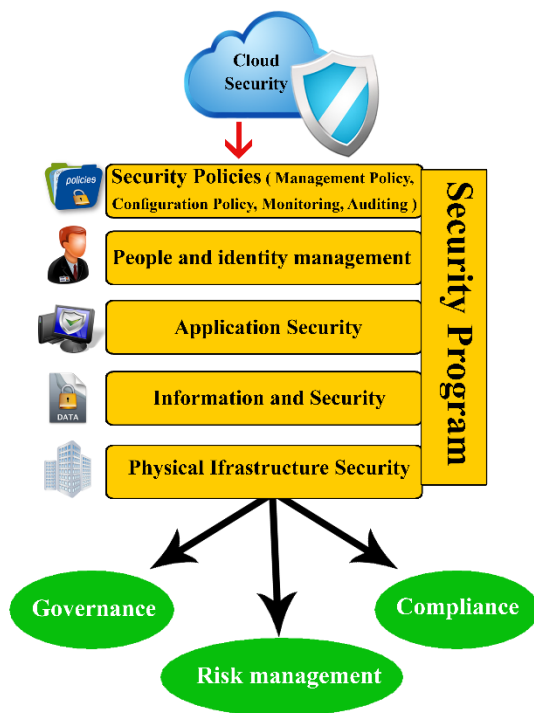 Cloud
Security
policies
Security Policies ( Management Policy,
Configuration Policy, Monitoring, Auditing )
People and identity management
Application Security
DATA
Information and Security
Physical Ifrastructure Security
Security Program
Governance
Compliance
Risk management